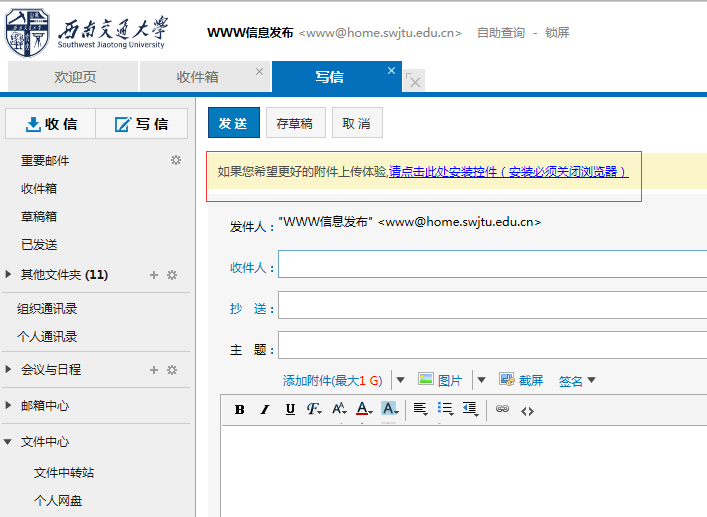 西南交通大学
Southwest Jiaotong University
WWW信息发布 <www@home.swjtu.edu.cn> 自助查询 - 锁屏
欢迎页 收件箱 写信
收 信 写 信
发 送 存草稿 取 消
重要邮件
收件箱
草稿箱
已发送
其他文件夹 (11)
组织通讯录
个人通讯录
会议与日程
邮箱中心
文件中心
文件中转站
个人网盘
如果您希望更好的附件上传体验,请点击此处安装控件（安装必须关闭浏览器）
发件人："WWW信息发布" <www@home.swjtu.edu.cn>
收件人：
抄 送：
主 题：
添加附件(最大1 G) 图片 截屏 签名
B I U F AA A A